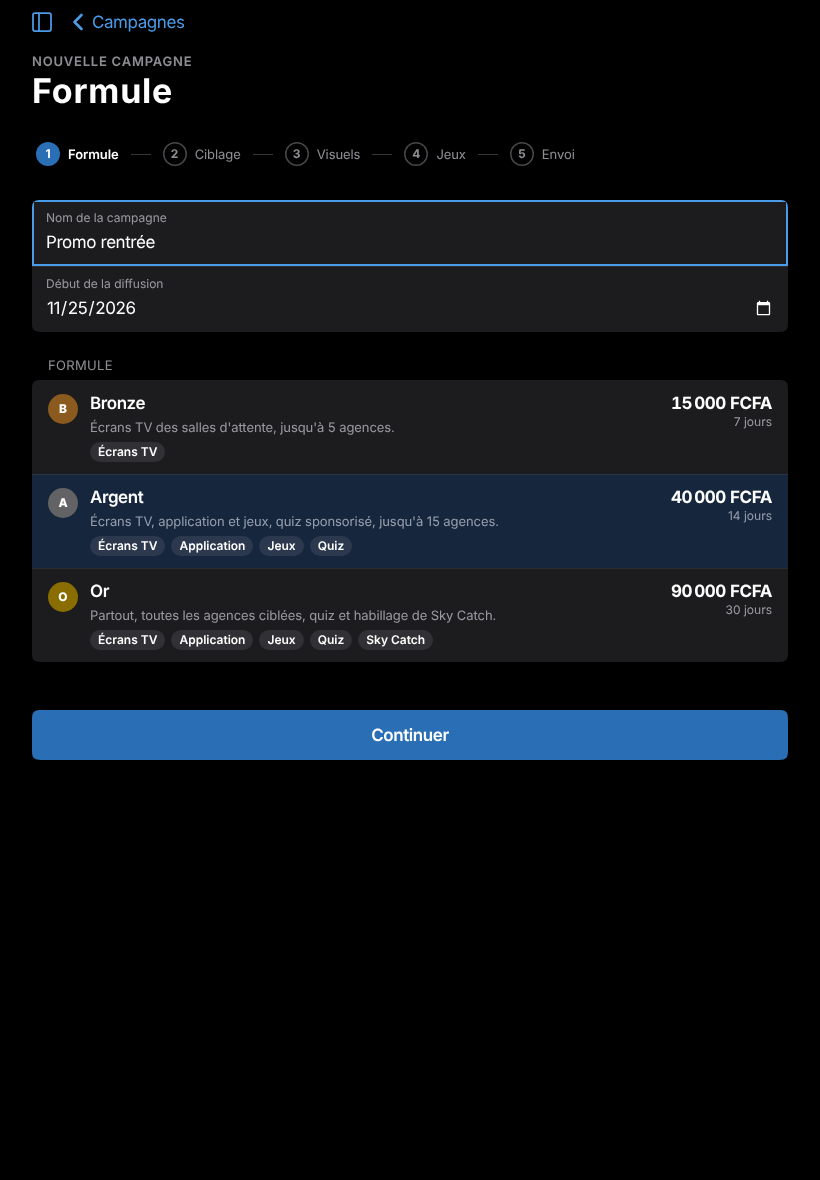 Campagnes
NOUVELLE CAMPAGNE
Formule
1 Formule 2 Ciblage 3 Visuels 4 Jeux 5 Envoi
Nom de la campagne
Promo rentrée
Début de la diffusion
11/25/2026
FORMULE
B Bronze 15 000 FCFA
Écrans TV des salles d'attente, jusqu'à 5 agences. 7 jours
Écrans TV
A Argent 40 000 FCFA
Écrans TV, application et jeux, quiz sponsorisé, jusqu'à 15 agences. 14 jours
Écrans TV Application Jeux Quiz
O Or 90 000 FCFA
Partout, toutes les agences ciblées, quiz et habillage de Sky Catch. 30 jours
Écrans TV Application Jeux Quiz Sky Catch
Continuer